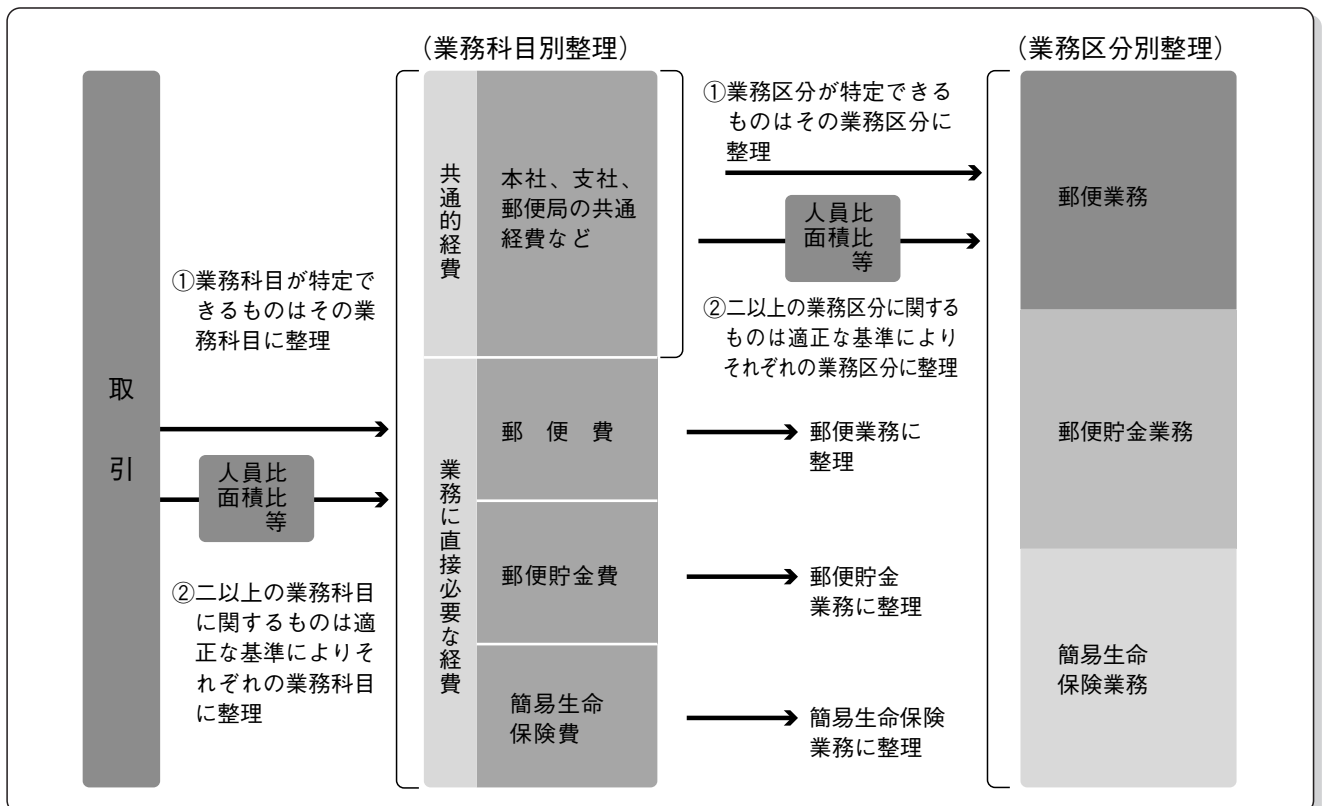 （業務科目別整理）
（業務区分別整理）
取引
①業務科目が特定で
きるものはその業
務科目に整理
人員比
面積比
等
②二以上の業務科目
に関するものは適
正な基準によりそ
れぞれの業務科目
に整理
共通的経費
本社、支社、
郵便局の共通
経費など
業務に直接必要な経費
郵 便 費
郵便貯金費
簡易生命
保険費
①業務区分が特定できる
ものはその業務区分に
整理
人員比
面積比
等
②二以上の業務区分に関する
ものは適正な基準により
それぞれの業務区分に整理
郵便業務に
整理
郵便貯金
業務に整理
簡易生命保険
業務に整理
郵便業務
郵便貯金業務
簡易生命
保険業務